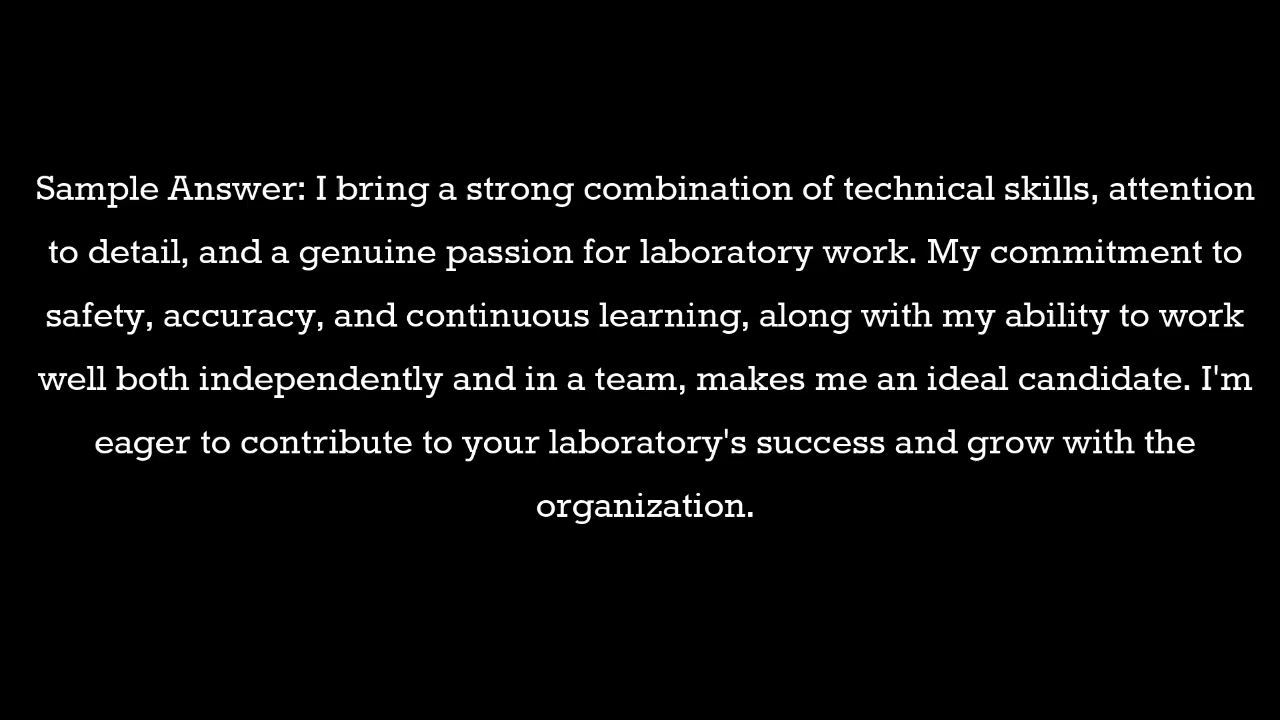 Sample Answer: I bring a strong combination of technical skills, attention
to detail, and a genuine passion for laboratory work. My commitment to
safety, accuracy, and continuous learning, along with my ability to work
well both independently and in a team, makes me an ideal candidate. I'm
eager to contribute to your laboratory's success and grow with the
organization.